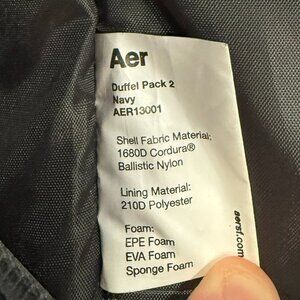 Aer
Duffel Pack 2
Navy
AER13001
Shell Fabric Material:
1680D Cordura®
Ballistic Nylon
Lining Material:
210D Polyester
Foam:
EPE Foam
EVA Foam
Sponge Foam
aersf.com